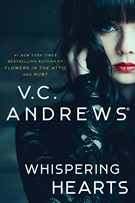 #1 NEW YORK TIMES
BESTSELLING AUTHOR OF
FLOWERS IN THE ATTIC
AND RUBY
V.C.
ANDREWS®
WHISPERING
HEARTS